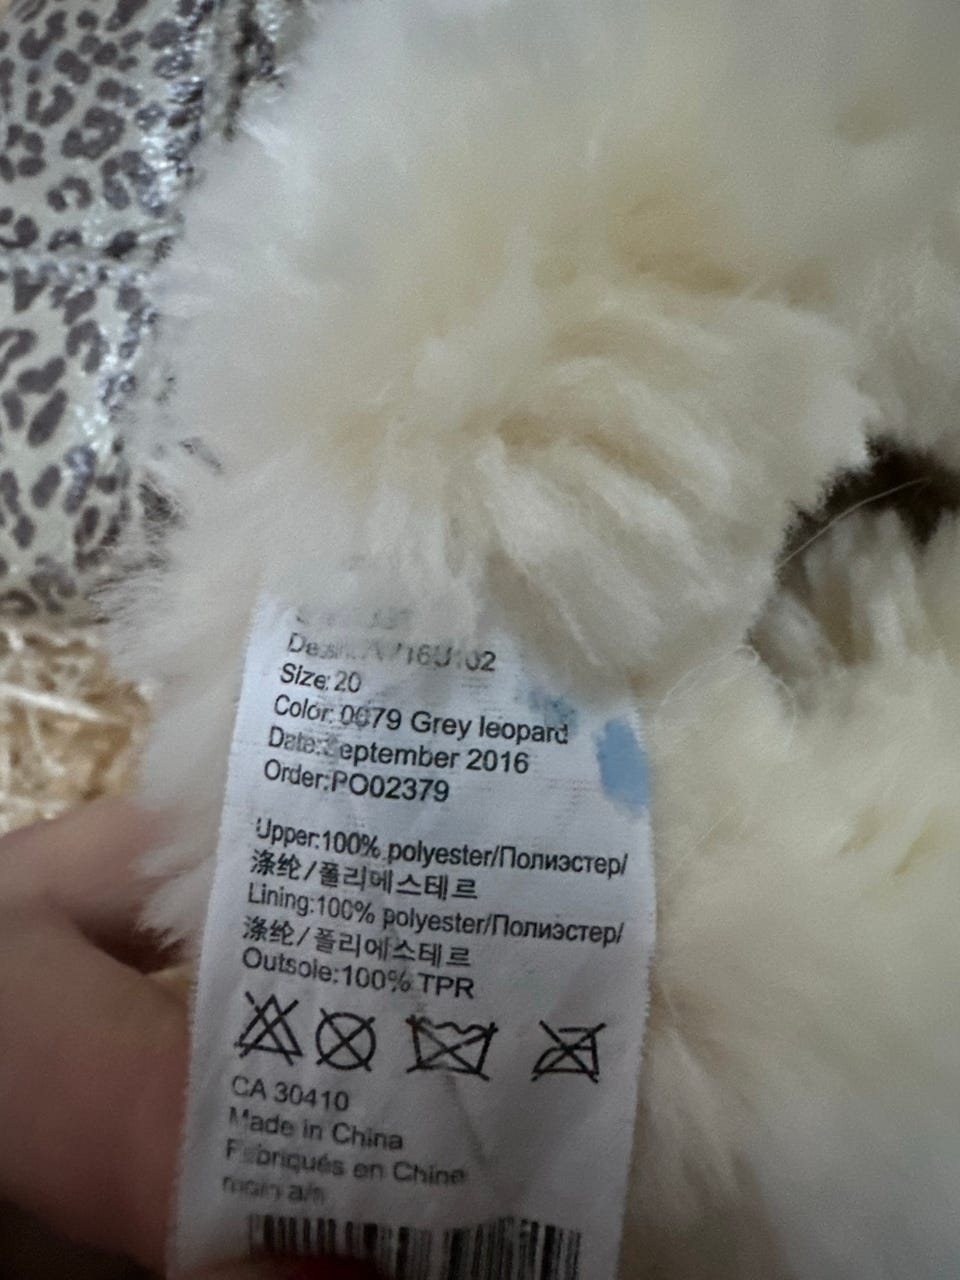 Size: 20
Color: 0079 Grey leopard
Date:September 2016
Order:PO02379
Upper:100% polyester/Полиэстер/
涤纶/폴리에스테르
Lining:100% polyester/Полиэстер/
涤纶/폴리에스테르
Outsole:100% TPR
CA 30410
Made in China
Fabriqués en Chine